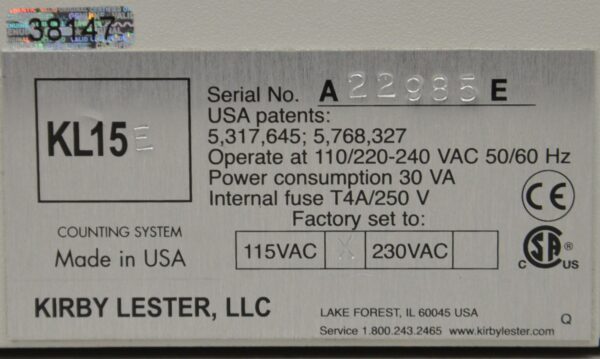 38147
KL15E
Serial No. A 22985 E
USA patents:
5,317,645; 5,768,327
Operate at 110/220-240 VAC 50/60 Hz
Power consumption 30 VA
Internal fuse T4A/250 V
Factory set to:
115VAC X 230VAC
COUNTING SYSTEM
Made in USA
CE
C SA ® US
KIRBY LESTER, LLC
LAKE FOREST, IL 60045 USA
Service 1.800.243.2465 www.kirbylester.com
Q